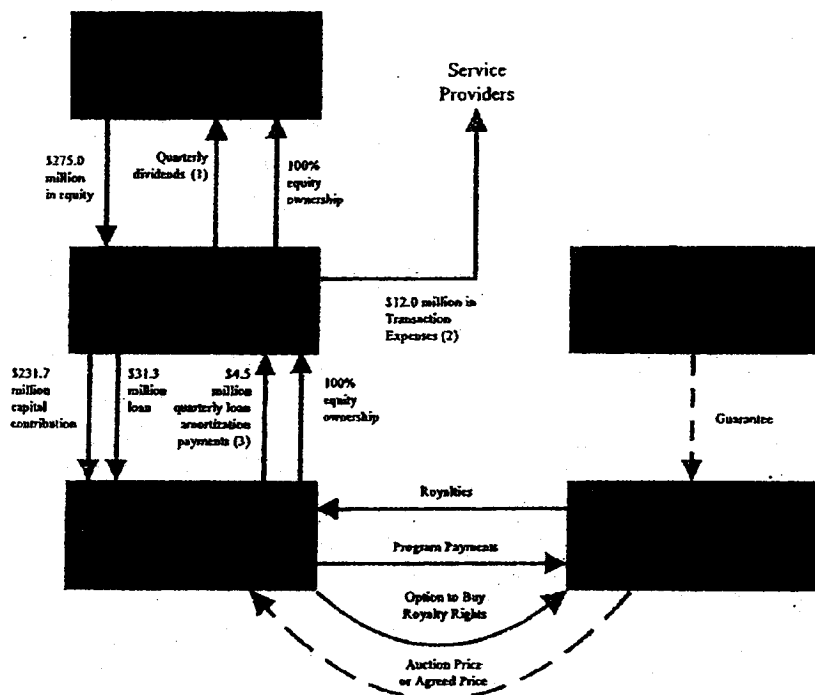 Service
Providers
$275.0
million
in equity
Quarterly
dividends (1)
100%
equity
ownership
$12.0 million in
Transaction
Expenses (2)
$231.7
million
capital
contribution
$31.3
million
loan
$4.5
million
quarterly loan
amortization
payments (3)
100%
equity
ownership
Guarantee
Royalties
Program Payments
Option to Buy
Royalty Rights
Auction Price
or Agreed Price